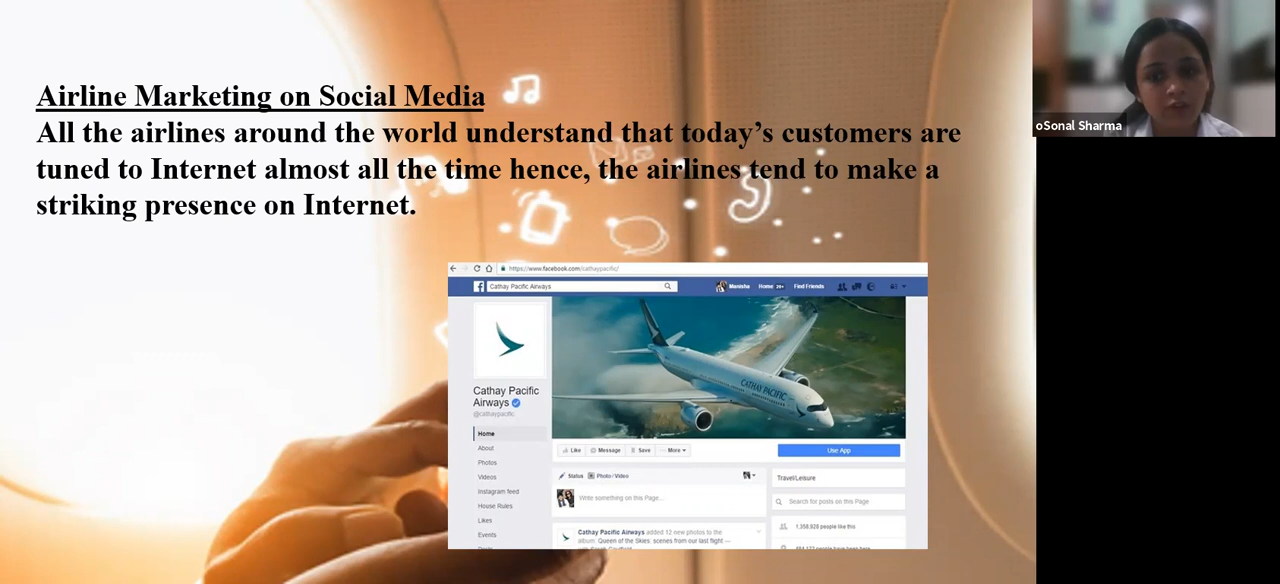 Airline Marketing on Social Media
All the airlines around the world understand that today's customers are
tuned to Internet almost all the time hence, the airlines tend to make a
striking presence on Internet.
oSonal Sharma
https://www.facebook.com/cathaypacific/
Cathay Pacific Airways
Manisha Home 20+ Find Friends
Cathay Pacific
Airways
@cathaypacific
Home
About
Photos
Videos
Instagram feed
House Rules
Likes
Events
CATHAY PACIFIC
Like Message Save More
Use App
Status Photo / Video
Write something on this Page...
Travel/Leisure
Search for posts on this Page
1,358,928 people like this
Cathay Pacific Airways added 12 new photos to the
album: Queen of the Skies: scenes from our last flight —